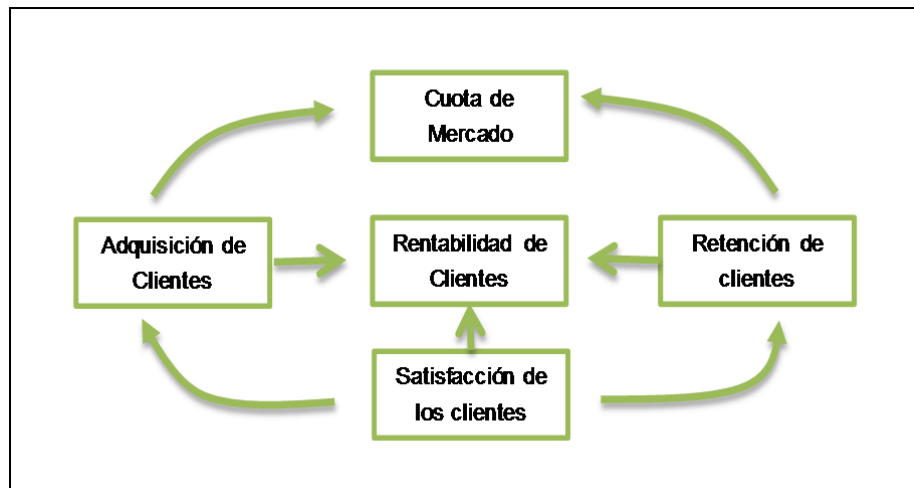 Cuota de
Mercado
Adquisición de
Clientes
Rentabilidad de
Clientes
Retención de
clientes
Satisfacción de
los clientes